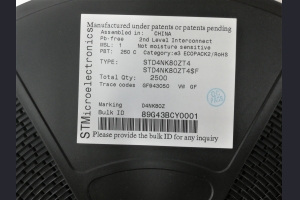 Manufactured under patents or patents pending
Assembled in: CHINA
Pb-free 2nd Level Interconnect
MSL: 1 Not moisture sensitive
PBT: 260 C Category:e3 ECOPACK2/RoHS
TYPE: STD4NK80ZT4
STD4NK80ZT4$F
Total Qty: 2500
Trace codes GF843050 VW GF
Marking D4NK80Z
Bulk ID 89G43BCY0001
Please provide the bulk ID for any inquiry
STMicroelectronics